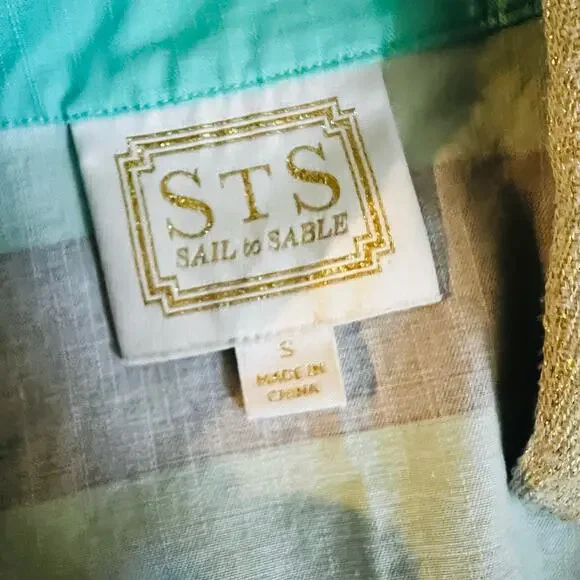 STS
SAIL to SABLE
S
MADE IN
CHINA